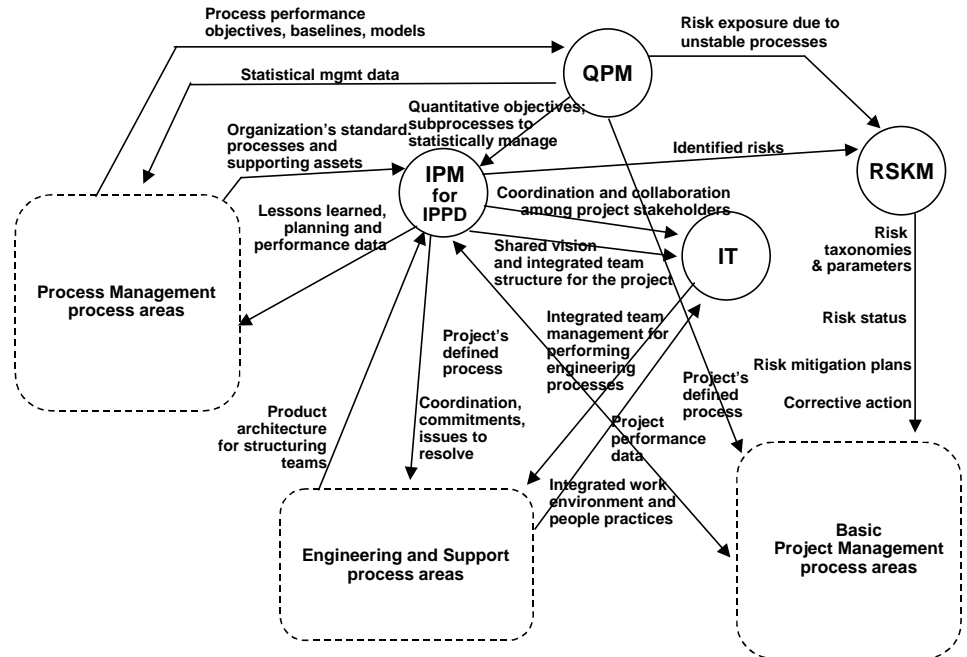 Process performance
objectives, baselines, models
Risk exposure due to
unstable processes
QPM
Statistical mgmt data
Quantitative objectives;
subprocesses to
statistically manage
Organization's standard
processes and
supporting assets
Identified risks
RSKM
IPM
for
IPPD
Coordination and collaboration
among project stakeholders
Lessons learned,
planning and
performance data
Shared vision
and integrated team
structure for the project
IT
Risk
taxonomies
& parameters
Process Management
process areas
Risk status
Integrated team
management for
performing
engineering
processes
Project's
defined
process
Risk mitigation plans
Project's
defined
process
Corrective action
Coordination,
commitments,
issues to
resolve
Product
architecture
for structuring
teams
Project
performance
data
Integrated work
environment and
people practices
Engineering and Support
process areas
Basic
Project Management
process areas